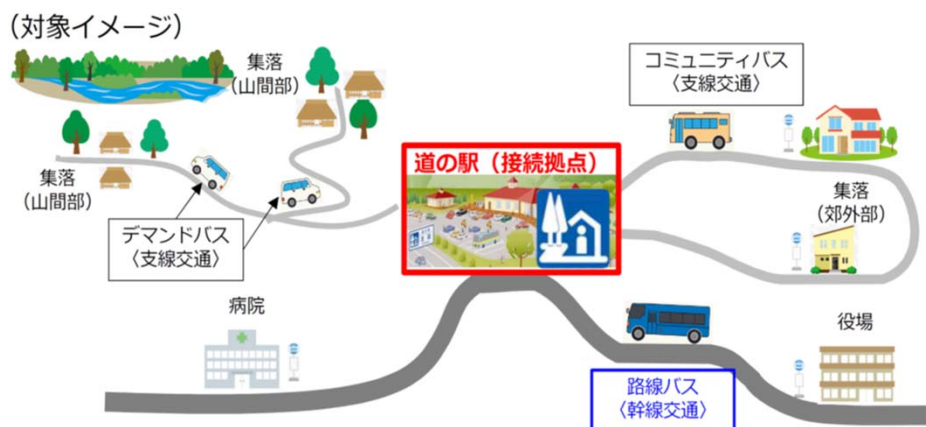 （対象イメージ）
集落
（山間部）
集落
（山間部）
デマンドバス
〈支線交通〉
道の駅（接続拠点）
コミュニティバス
〈支線交通〉
集落
（郊外部）
病院
路線バス
〈幹線交通〉
役場